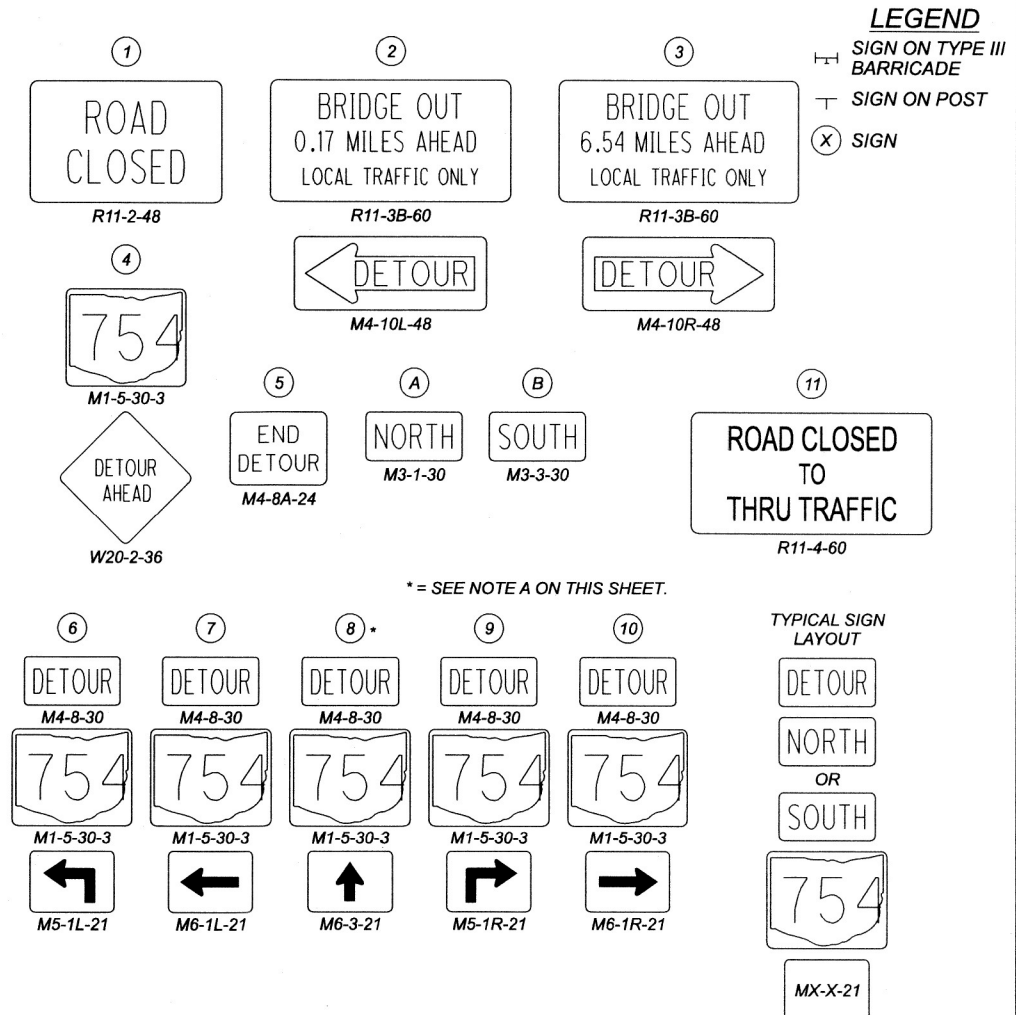 LEGEND
SIGN ON TYPE III
BARRICADE
SIGN ON POST
X SIGN
1
ROAD
CLOSED
R11-2-48
2
BRIDGE OUT
0.17 MILES AHEAD
LOCAL TRAFFIC ONLY
R11-3B-60
DETOUR
M4-10L-48
3
BRIDGE OUT
6.54 MILES AHEAD
LOCAL TRAFFIC ONLY
R11-3B-60
DETOUR
M4-10R-48
4
754
M1-5-30-3
DETOUR
AHEAD
W20-2-36
5
END
DETOUR
M4-8A-24
A
NORTH
M3-1-30
B
SOUTH
M3-3-30
11
ROAD CLOSED
TO
THRU TRAFFIC
R11-4-60
* = SEE NOTE A ON THIS SHEET.
6
DETOUR
M4-8-30
754
M1-5-30-3
M5-1L-21
7
DETOUR
M4-8-30
754
M1-5-30-3
M6-1L-21
8 *
DETOUR
M4-8-30
754
M1-5-30-3
M6-3-21
9
DETOUR
M4-8-30
754
M1-5-30-3
M5-1R-21
10
DETOUR
M4-8-30
754
M1-5-30-3
M6-1R-21
TYPICAL SIGN
LAYOUT
DETOUR
NORTH
OR
SOUTH
754
MX-X-21